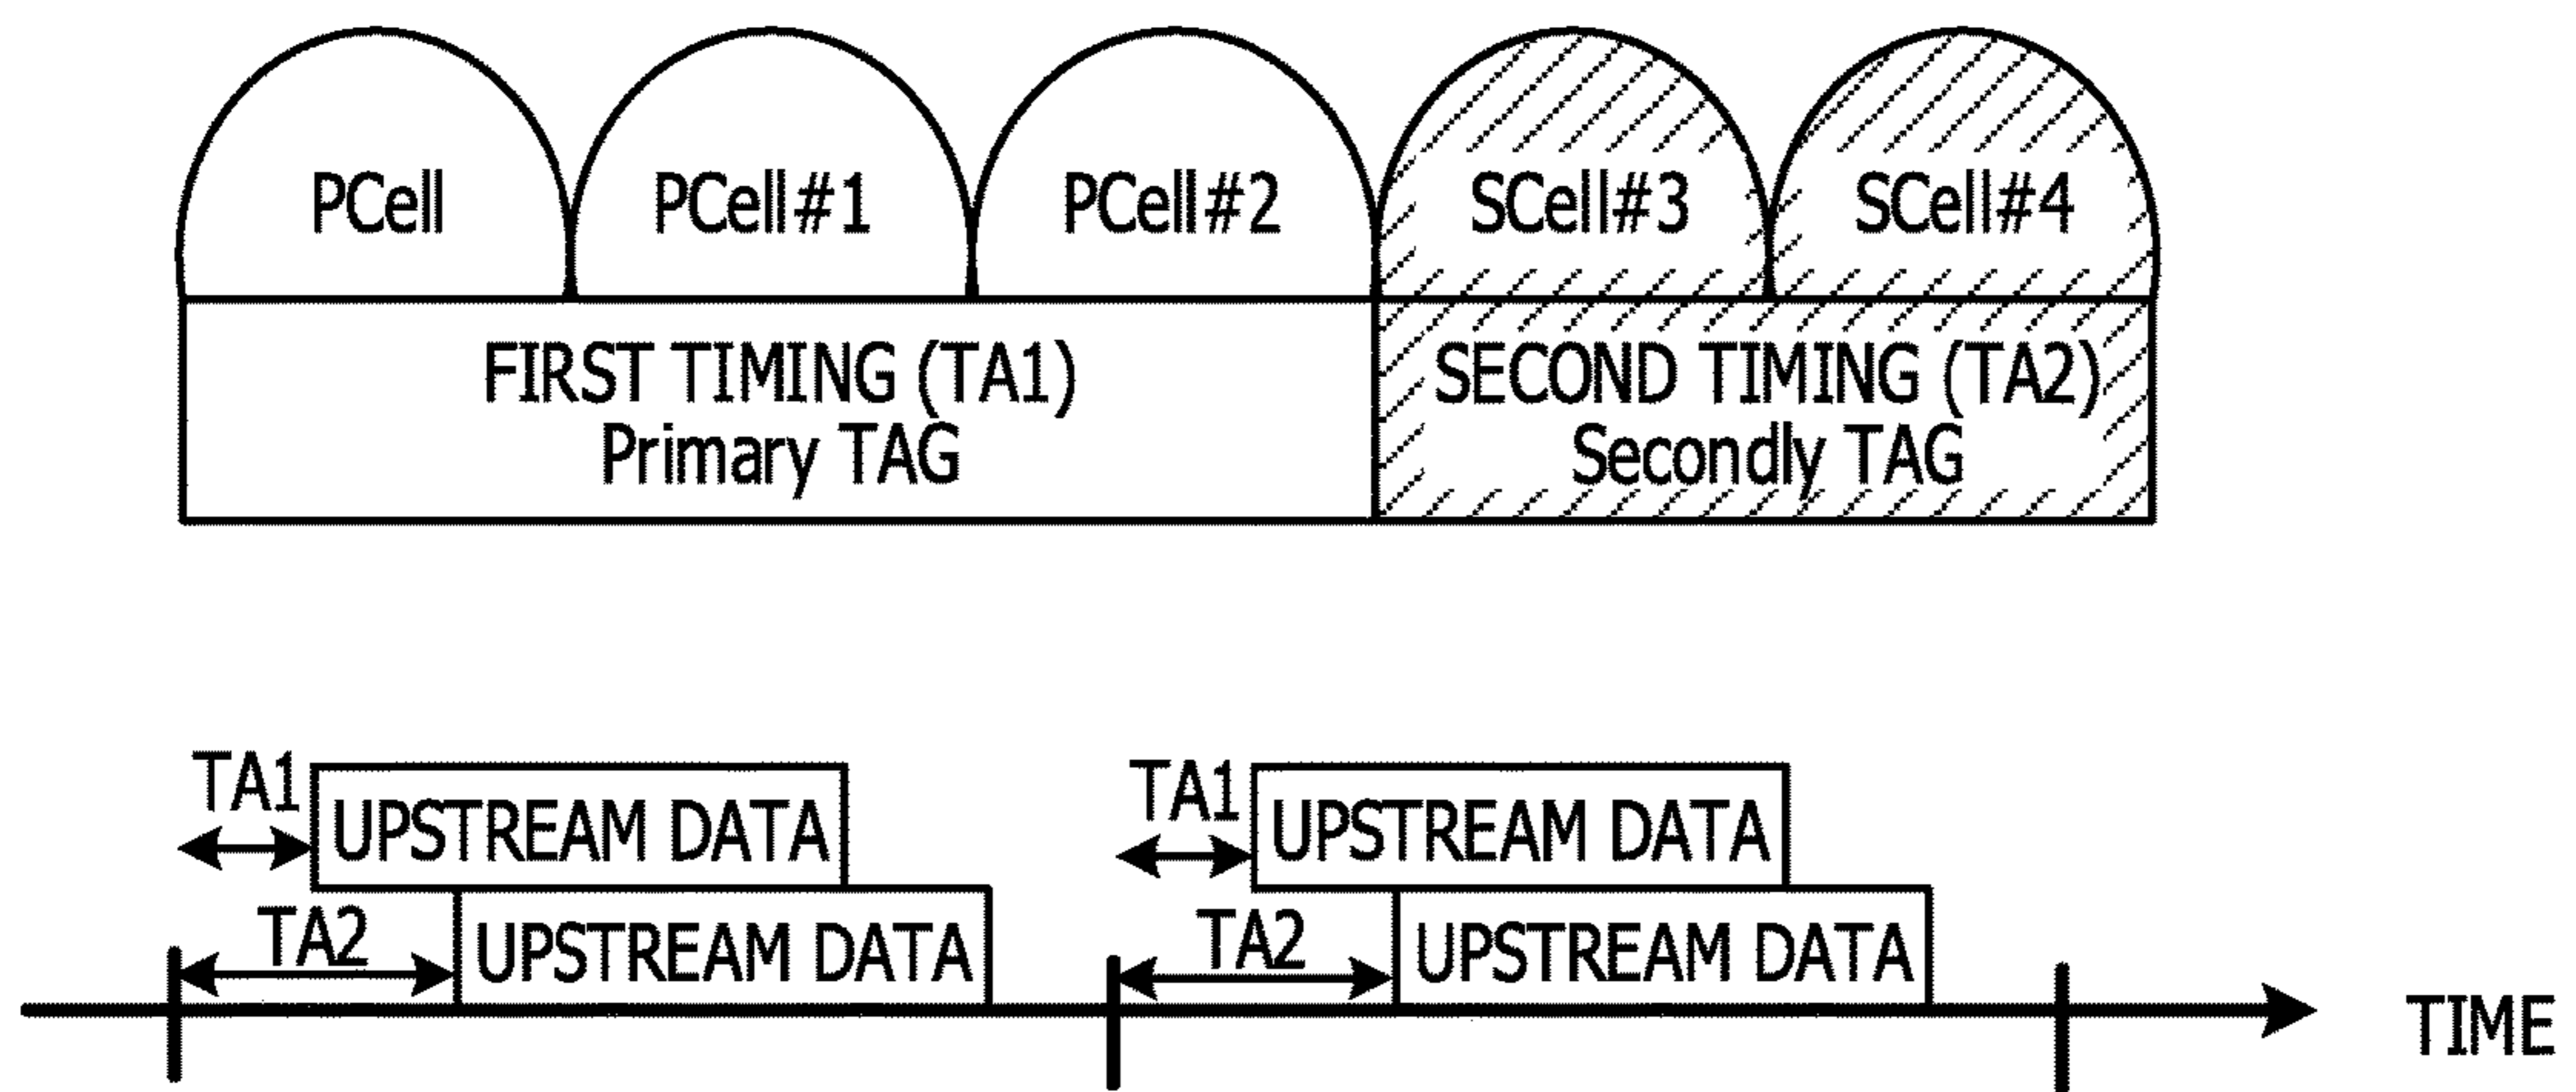 PCell
PCell#1
PCell#2
SCell#3
SCell#4
FIRST TIMING (TA1)
Primary TAG
SECOND TIMING (TA2)
Secondly TAG
TA1
UPSTREAM DATA
TA2
UPSTREAM DATA
TA1
UPSTREAM DATA
TA2
UPSTREAM DATA
TIME